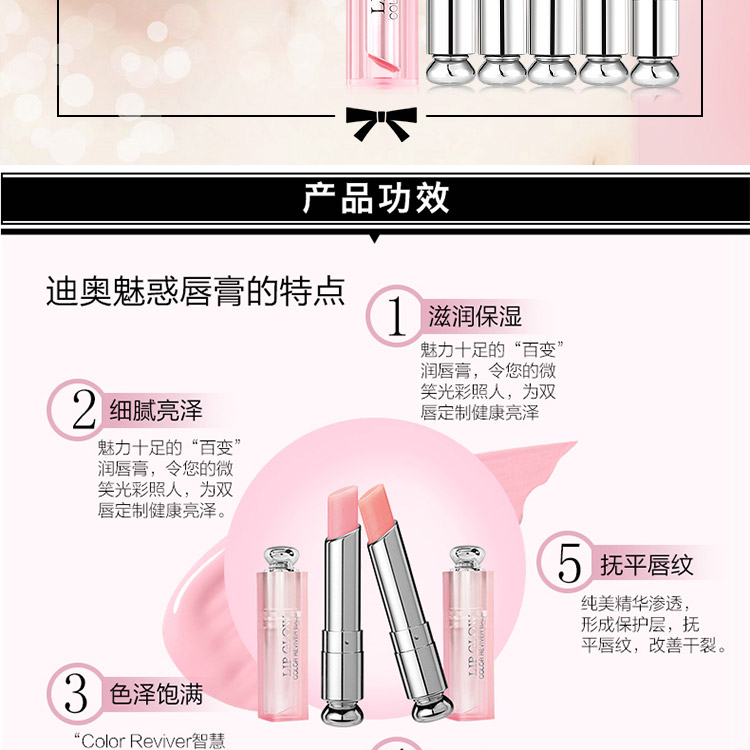 LIP
COL
产品功效
迪奥魅惑唇膏的特点
1
滋润保湿
魅力十足的“百变”
润唇膏，令您的微
笑光彩照人，为双
唇定制健康亮泽
2
细腻亮泽
魅力十足的“百变”
润唇膏，令您的微
笑光彩照人，为双
唇定制健康亮泽。
5
抚平唇纹
纯美精华渗透，
形成保护层，抚
平唇纹，改善干裂。
LIP GLOW
COLOR REVIVER BALM
LIP GLOW
COLOR REVIVER BALM
3
色泽饱满
“Color Reviver智慧